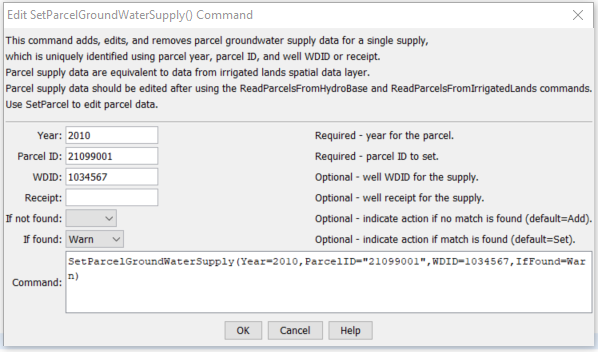 Edit SetParcelGroundWaterSupply() Command
This command adds, edits, and removes parcel groundwater supply data for a single supply,
which is uniquely identified using parcel year, parcel ID, and well WDID or receipt.
Parcel supply data are equivalent to data from irrigated lands spatial data layer.
Parcel supply data should be edited after using the ReadParcelsFromHydroBase and ReadParcelsFromIrrigatedLands commands.
Use SetParcel to edit parcel data.
Year: 2010 Required - year for the parcel.
Parcel ID: 21099001 Required - parcel ID to set.
WDID: 1034567 Optional - well WDID for the supply.
Receipt: Optional - well receipt for the supply.
If not found: Optional - indicate action if no match is found (default=Add).
If found: Warn Optional - indicate action if match is found (default=Set).
SetParcelGroundWaterSupply(Year=2010,ParcelID="21099001",WDID=1034567,IfFound=War
n)
Command:
OK Cancel Help